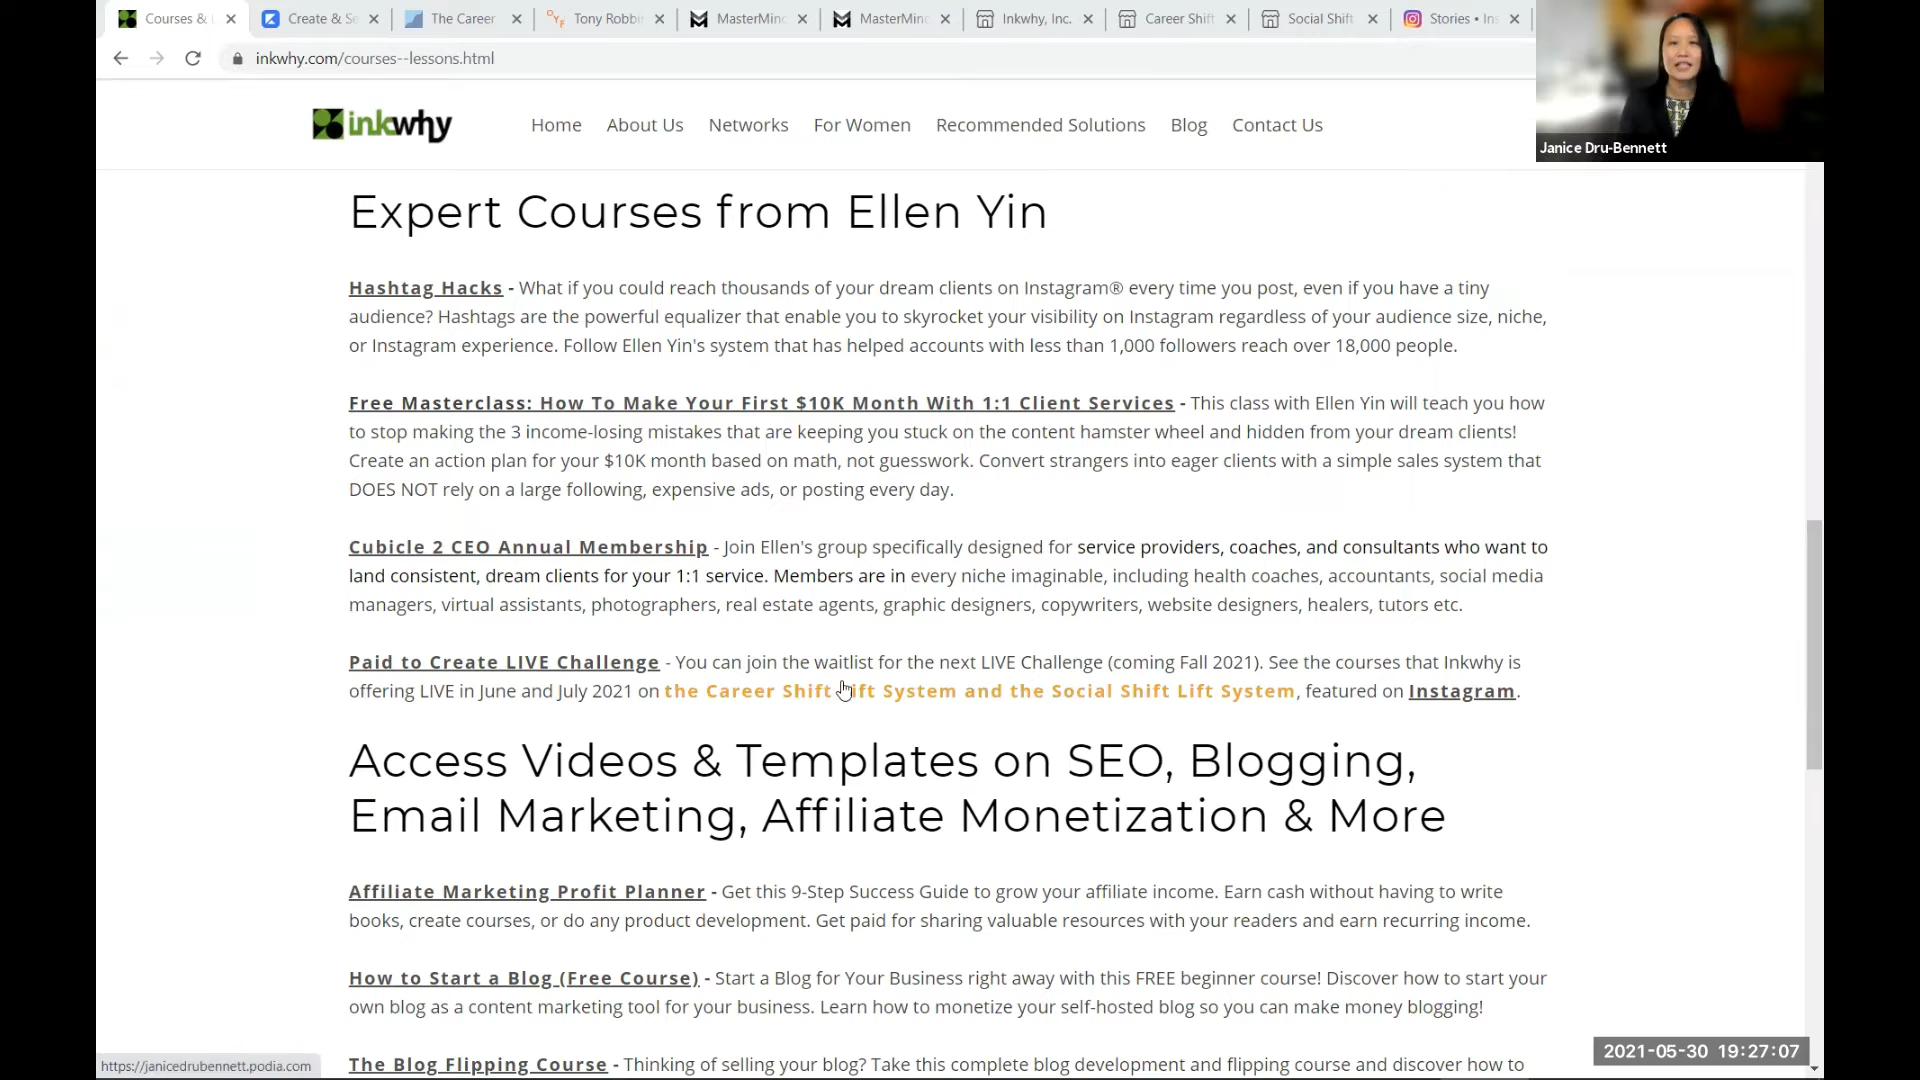 Courses &
Create & Se
The Career
Tony Robbin
MasterMind
MasterMind
Inkwhy, Inc.
Career Shift
Social Shift
Stories • Ins
inkwhy.com/courses--lessons.html
inkwhy
Home About Us Networks For Women Recommended Solutions Blog Contact Us
Janice Dru-Bennett
Expert Courses from Ellen Yin
Hashtag Hacks - What if you could reach thousands of your dream clients on Instagram® every time you post, even if you have a tiny
audience? Hashtags are the powerful equalizer that enable you to skyrocket your visibility on Instagram regardless of your audience size, niche,
or Instagram experience. Follow Ellen Yin's system that has helped accounts with less than 1,000 followers reach over 18,000 people.
Free Masterclass: How To Make Your First $10K Month With 1:1 Client Services - This class with Ellen Yin will teach you how
to stop making the 3 income-losing mistakes that are keeping you stuck on the content hamster wheel and hidden from your dream clients!
Create an action plan for your $10K month based on math, not guesswork. Convert strangers into eager clients with a simple sales system that
DOES NOT rely on a large following, expensive ads, or posting every day.
Cubicle 2 CEO Annual Membership - Join Ellen's group specifically designed for service providers, coaches, and consultants who want to
land consistent, dream clients for your 1:1 service. Members are in every niche imaginable, including health coaches, accountants, social media
managers, virtual assistants, photographers, real estate agents, graphic designers, copywriters, website designers, healers, tutors etc.
Paid to Create LIVE Challenge - You can join the waitlist for the next LIVE Challenge (coming Fall 2021). See the courses that Inkwhy is
offering LIVE in June and July 2021 on the Career Shift Lift System and the Social Shift Lift System, featured on Instagram.
Access Videos & Templates on SEO, Blogging,
Email Marketing, Affiliate Monetization & More
Affiliate Marketing Profit Planner - Get this 9-Step Success Guide to grow your affiliate income. Earn cash without having to write
books, create courses, or do any product development. Get paid for sharing valuable resources with your readers and earn recurring income.
How to Start a Blog (Free Course) - Start a Blog for Your Business right away with this FREE beginner course! Discover how to start your
own blog as a content marketing tool for your business. Learn how to monetize your self-hosted blog so you can make money blogging!
The Blog Flipping Course - Thinking of selling your blog? Take this complete blog development and flipping course and discover how to
https://janicedrubennett.podia.com
2021-05-30 19:27:07